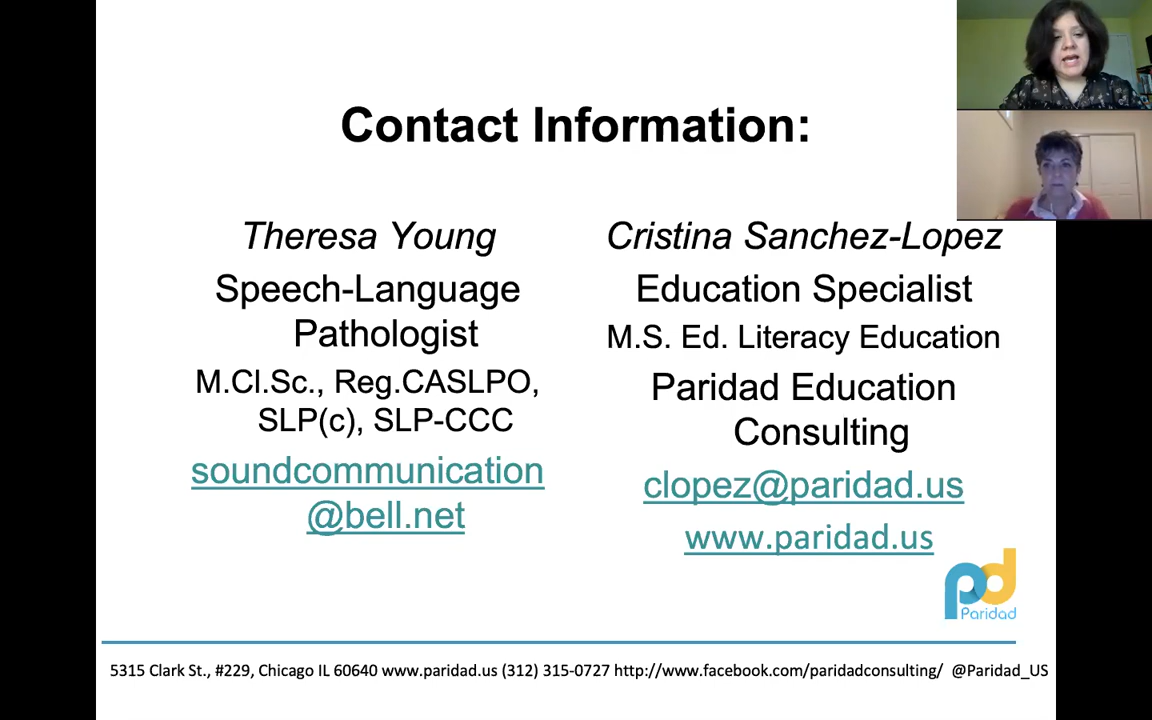 Contact Information:
Theresa Young
Speech-Language
Pathologist
M.Cl.Sc., Reg.CASLPO,
SLP(c), SLP-CCC
soundcommunication
@bell.net
Cristina Sanchez-Lopez
Education Specialist
M.S. Ed. Literacy Education
Paridad Education
Consulting
clopez@paridad.us
www.paridad.us
pd
Paridad
5315 Clark St., #229, Chicago IL 60640 www.paridad.us (312) 315-0727 http://www.facebook.com/paridadconsulting/ @Paridad_US